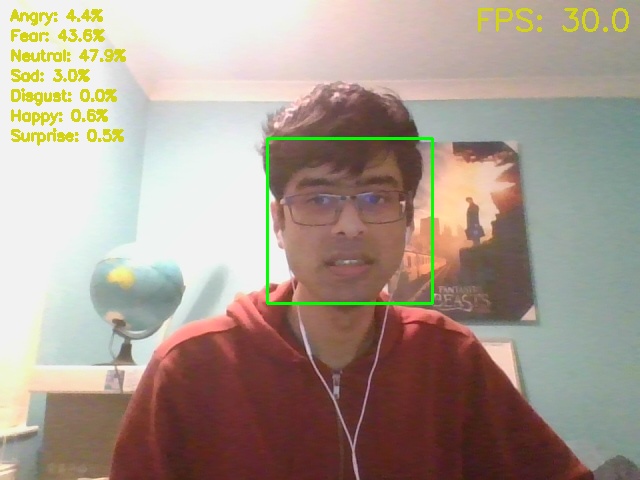 Angry: 4.4%
Fear: 43.6%
Neutral: 47.9%
Sad: 3.0%
Disgust: 0.0%
Happy: 0.6%
Surprise: 0.5%
FPS: 30.0
FANTASTIC
BEASTS